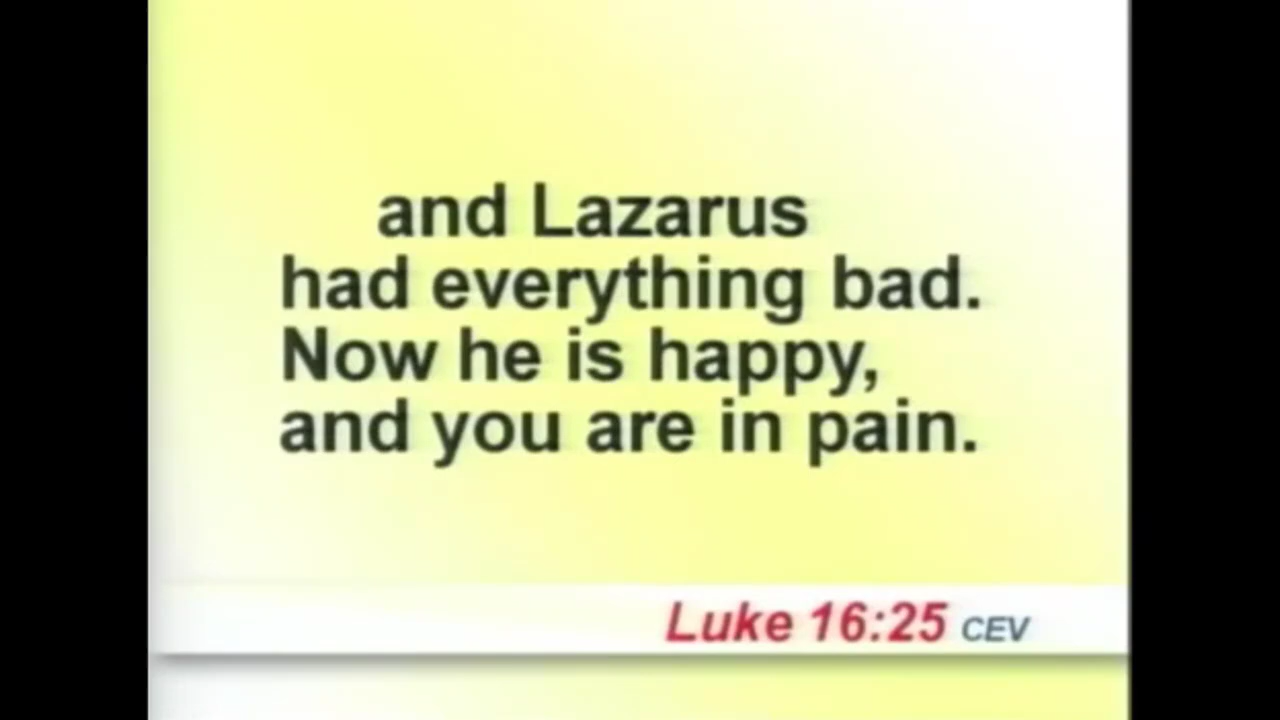 and Lazarus
had everything bad.
Now he is happy,
and you are in pain.
Luke 16:25 CEV